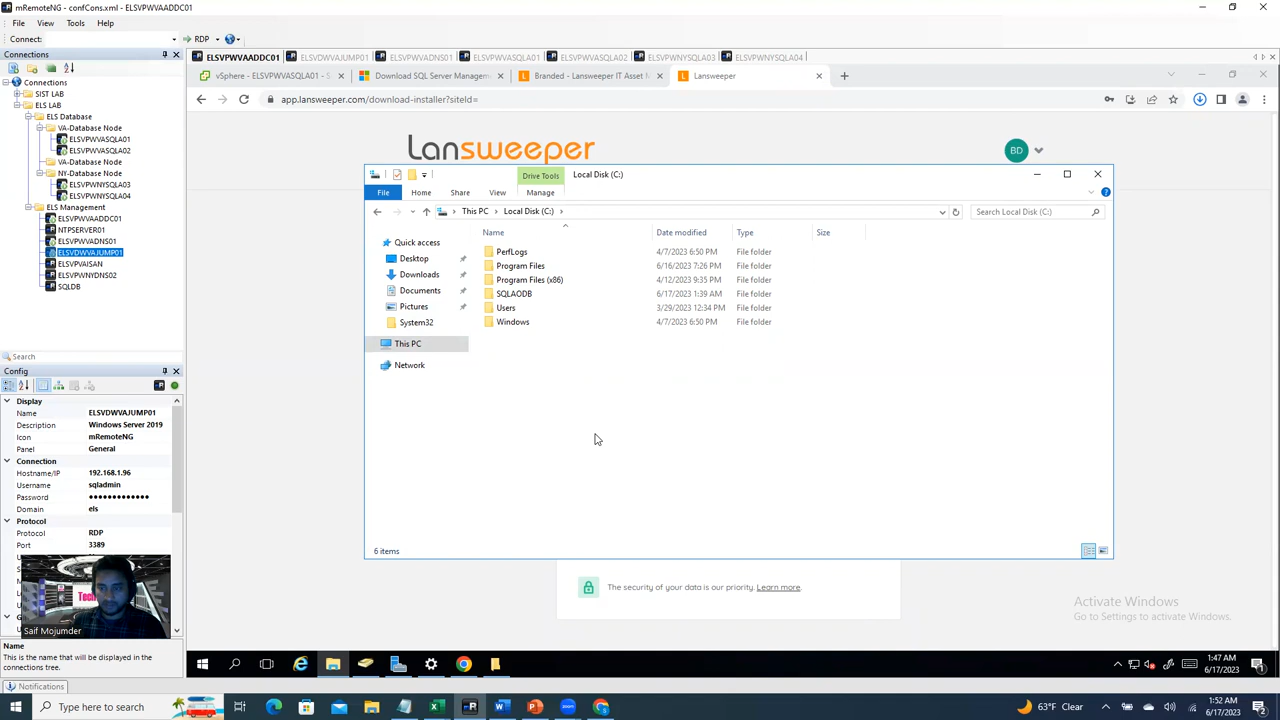 mRemoteNG - confCons.xml - ELSVPWVAADDC01
File View Tools Help
Connect: RDP
Connections
Connections
SIST LAB
ELS LAB
ELS Database
VA-Database Node
ELSVPWVASQLA01
ELSVPWVASQLA02
VA-Database Node
NY-Database Node
ELSVPWNYSQLA03
ELSVPWNYSQLA04
ELS Management
ELSVPWVAADDC01
NTPSERVER01
ELSVPWVADNS01
ELSVDWVAJUMP01
ELSVPLVAISAN
ELSVPWNYDNS02
SQLDB
Search
Config
Display
Name ELSVDWVAJUMP01
Description Windows Server 2019
Icon mRemoteNG
Panel General
Connection
Hostname/IP 192.168.1.96
Username sqladmin
Password ••••••••••••
Domain els
Protocol
Protocol RDP
Port 3389
Tech
Saif Mojumder
Name
This is the name that will be displayed in the connections tree.
Notifications
ELSVPWVAADDC01 ELSVDWVAJUMP01 ELSVPWVADNS01 ELSVPWVASQLA01 ELSVPWVASQLA02 ELSVPWNYSQLA03 ELSVPWNYSQLA04
vSphere - ELSVPWVASQL01 - S Download SQL Server Managem Branded - Lansweeper IT Asset M Lansweeper
app.lansweeper.com/download-installer?siteId=
Lansweeper
BD
Drive Tools Local Disk (C:)
File Home Share View Manage
This PC Local Disk (C:) Search Local Disk (C:)
Name Date modified Type Size
Quick access
Desktop
Downloads
Documents
Pictures
System32
This PC
Network
PerfLogs 4/7/2023 6:50 PM File folder
Program Files 6/16/2023 7:26 PM File folder
Program Files (x86) 4/12/2023 9:35 PM File folder
SQLAODB 6/17/2023 1:39 AM File folder
Users 3/29/2023 12:34 PM File folder
Windows 4/7/2023 6:50 PM File folder
6 items
The security of your data is our priority. Learn more.
Activate Windows
Go to Settings to activate Windows.
1:47 AM
6/17/2023
2
Type here to search
63°F Clear
1:52 AM
6/17/2023